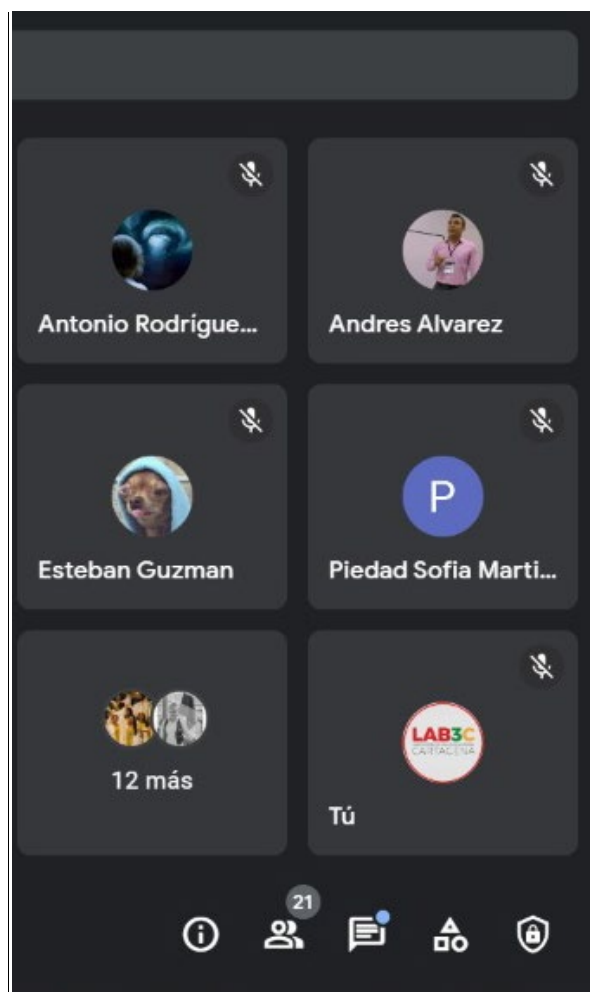 Antonio Rodrígue...
Andres Alvarez
Esteban Guzman
P
Piedad Sofia Marti...
12 más
LAB3C
CARTAGENA
Tú
21